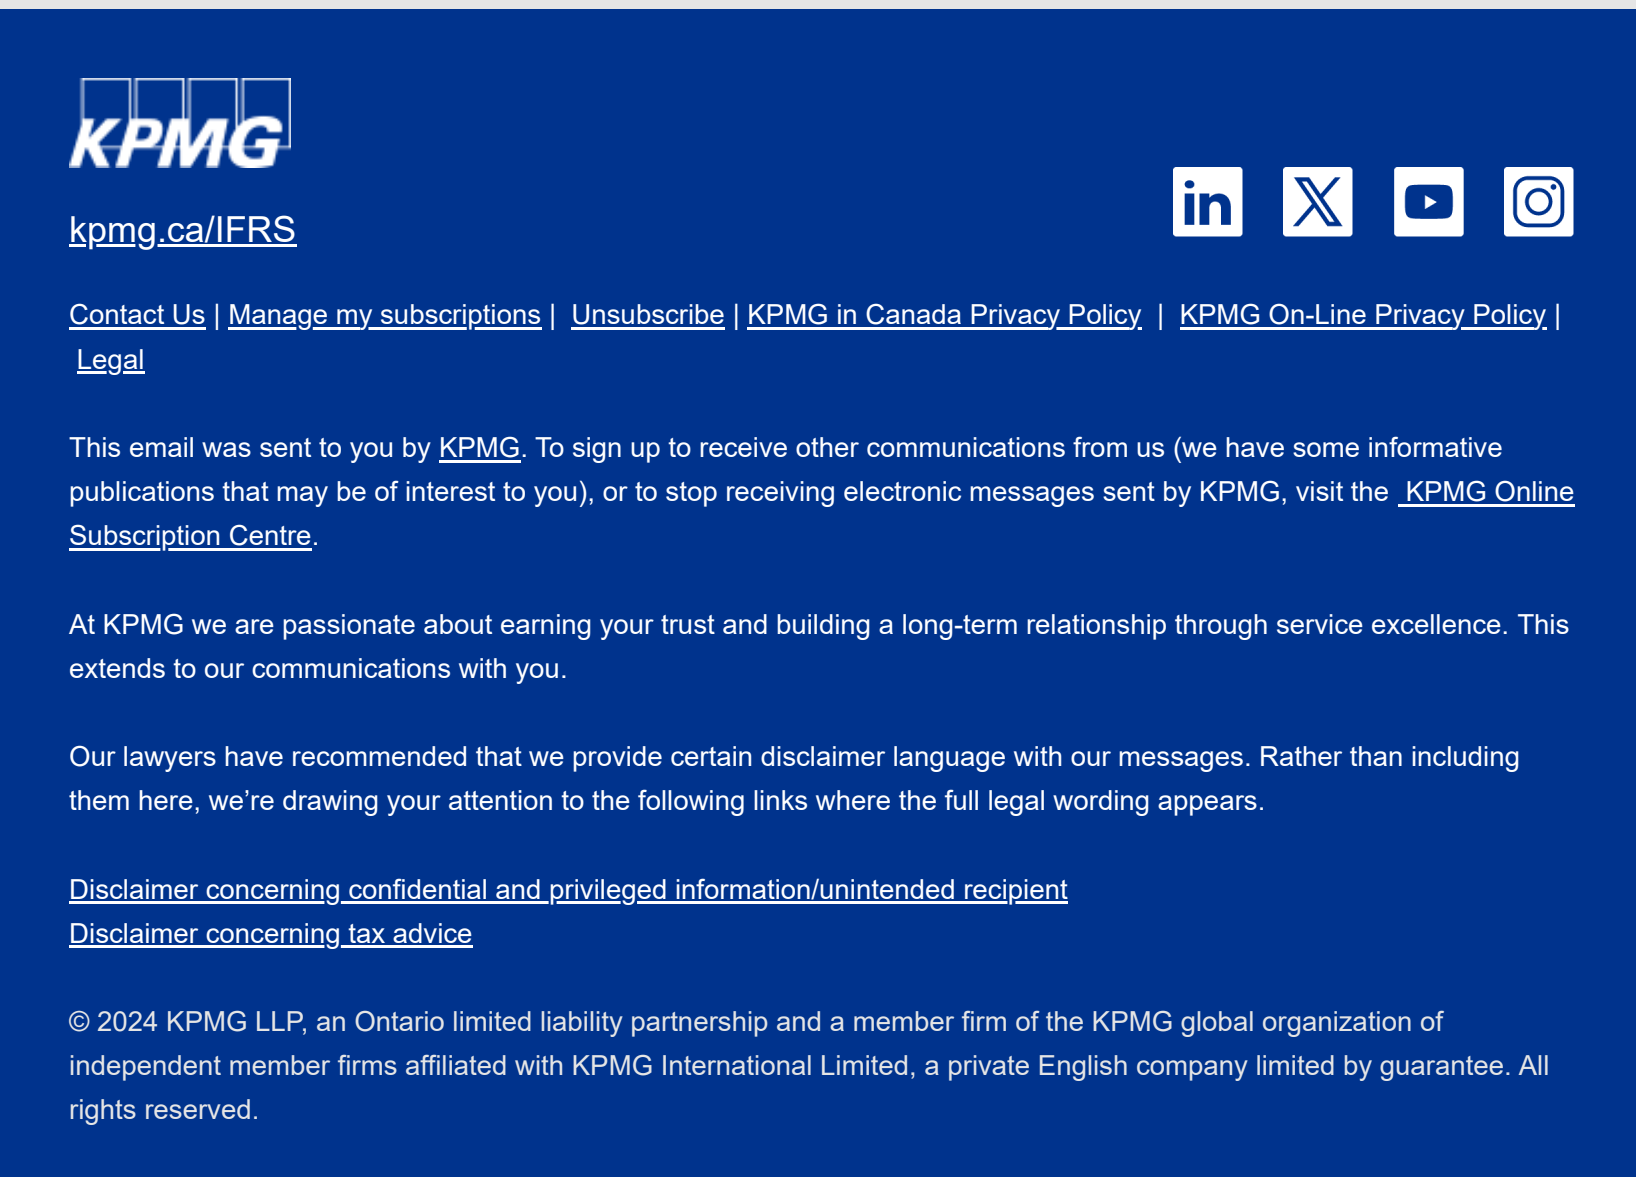 KPMG
kpmg.ca/IFRS
in
Contact Us | Manage my subscriptions | Unsubscribe | KPMG in Canada Privacy Policy | KPMG On-Line Privacy Policy |
Legal
This email was sent to you by KPMG. To sign up to receive other communications from us (we have some informative
publications that may be of interest to you), or to stop receiving electronic messages sent by KPMG, visit the KPMG Online
Subscription Centre.
At KPMG we are passionate about earning your trust and building a long-term relationship through service excellence. This
extends to our communications with you.
Our lawyers have recommended that we provide certain disclaimer language with our messages. Rather than including
them here, we’re drawing your attention to the following links where the full legal wording appears.
Disclaimer concerning confidential and privileged information/unintended recipient
Disclaimer concerning tax advice
© 2024 KPMG LLP, an Ontario limited liability partnership and a member firm of the KPMG global organization of
independent member firms affiliated with KPMG International Limited, a private English company limited by guarantee. All
rights reserved.